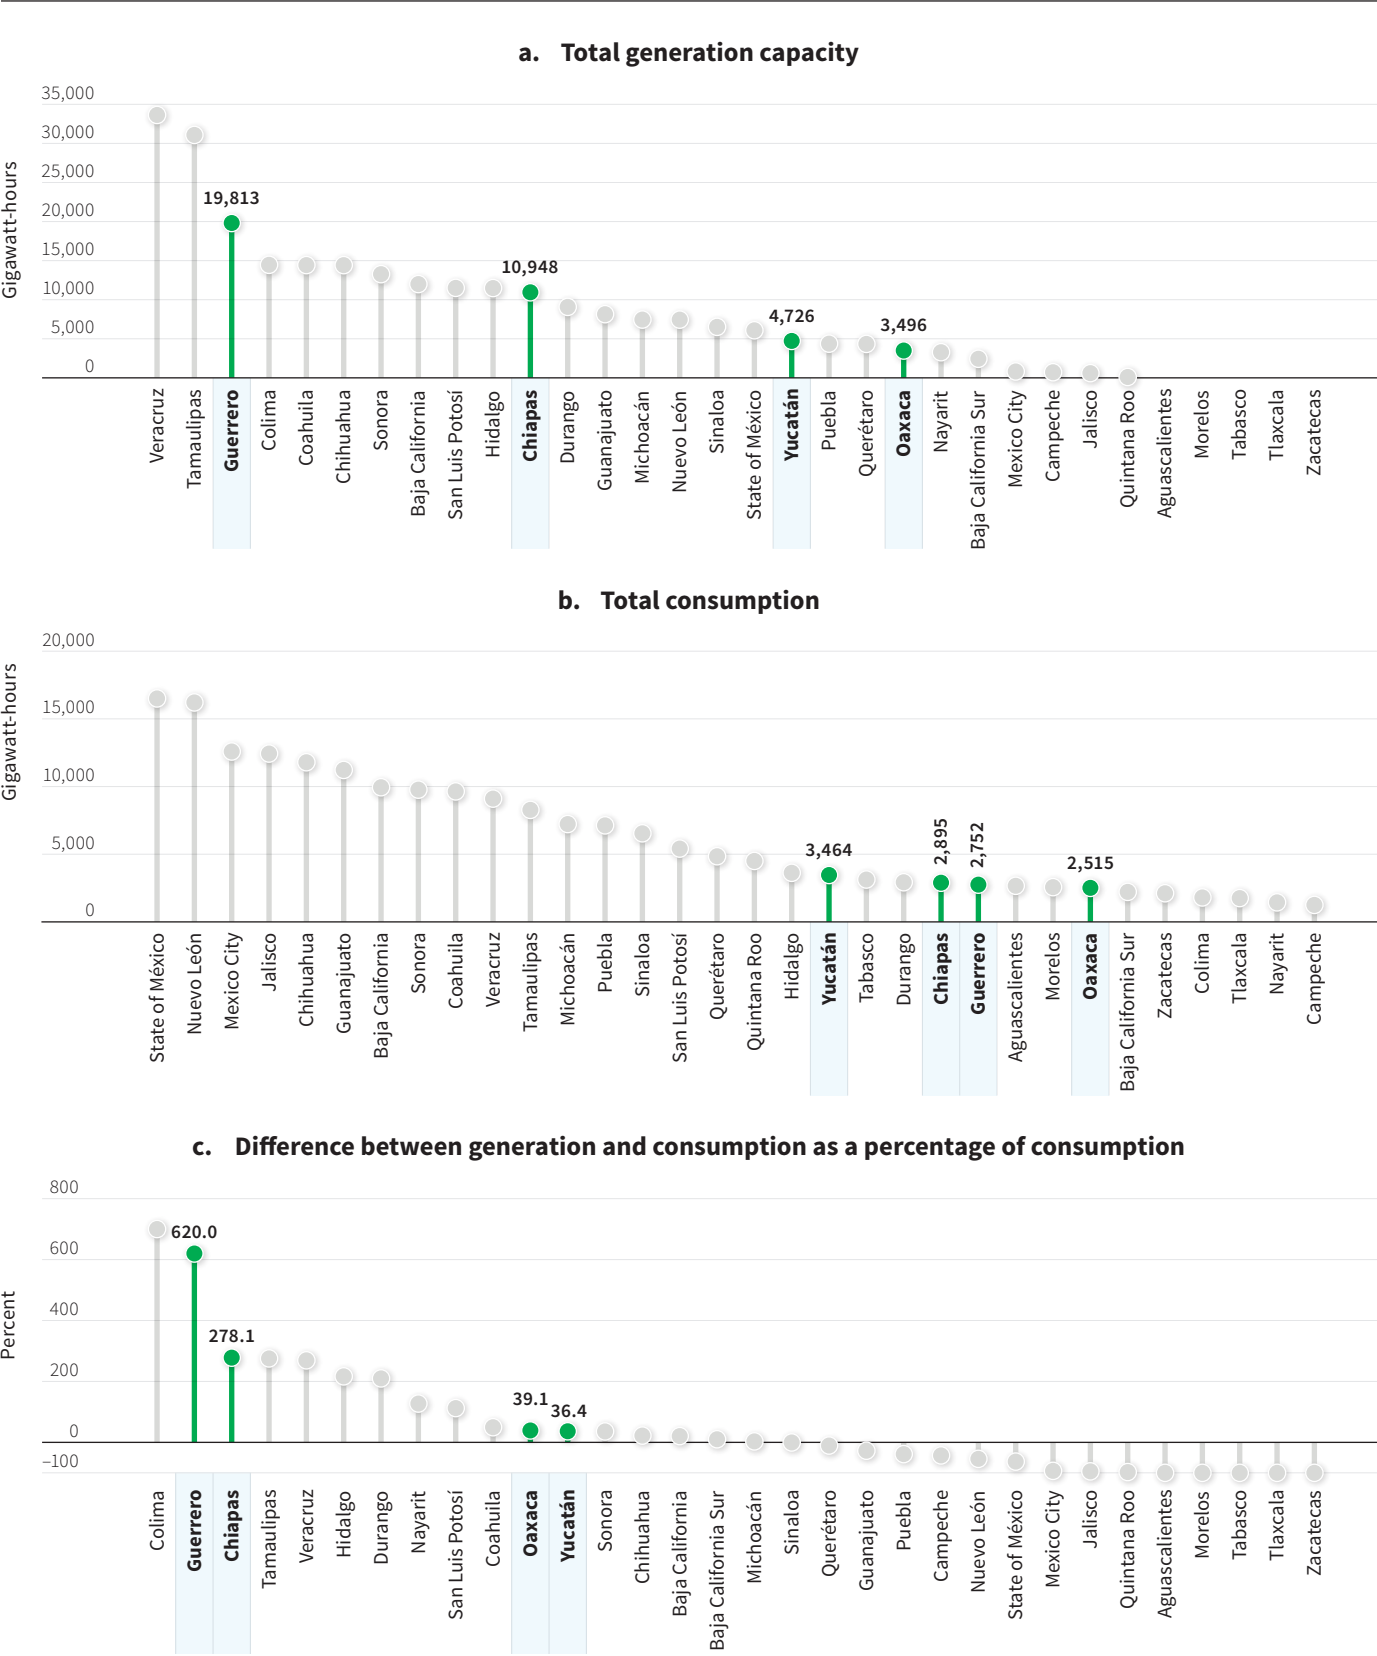 a. Total generation capacity
Gigawatt-hours
35,000
30,000
25,000
20,000
15,000
10,000
5,000
0
19,813
10,948
4,726
3,496
Veracruz
Tamaulipas
Guerrero
Colima
Coahuila
Chihuahua
Sonora
Baja California
San Luis Potosí
Hidalgo
Chiapas
Durango
Guanajuato
Michoacán
Nuevo León
Sinaloa
State of México
Yucatán
Puebla
Querétaro
Oaxaca
Nayarit
Baja California Sur
Mexico City
Campeche
Jalisco
Quintana Roo
Aguascalientes
Morelos
Tabasco
Tlaxcala
Zacatecas
b. Total consumption
Gigawatt-hours
20,000
15,000
10,000
5,000
0
3,464
2,895
2,752
2,515
State of México
Nuevo León
Mexico City
Jalisco
Chihuahua
Guanajuato
Baja California
Sonora
Coahuila
Veracruz
Tamaulipas
Michoacán
Puebla
Sinaloa
San Luis Potosí
Querétaro
Quintana Roo
Hidalgo
Yucatán
Tabasco
Durango
Chiapas
Guerrero
Aguascalientes
Morelos
Oaxaca
Baja California Sur
Zacatecas
Colima
Tlaxcala
Nayarit
Campeche
c. Difference between generation and consumption as a percentage of consumption
Percent
800
600
400
200
0
–100
620.0
278.1
39.1
36.4
Colima
Guerrero
Chiapas
Tamaulipas
Veracruz
Hidalgo
Durango
Nayarit
San Luis Potosí
Coahuila
Oaxaca
Yucatán
Sonora
Chihuahua
Baja California
Baja California Sur
Michoacán
Sinaloa
Querétaro
Guanajuato
Puebla
Campeche
Nuevo León
State of México
Mexico City
Jalisco
Quintana Roo
Aguascalientes
Morelos
Tabasco
Tlaxcala
Zacatecas